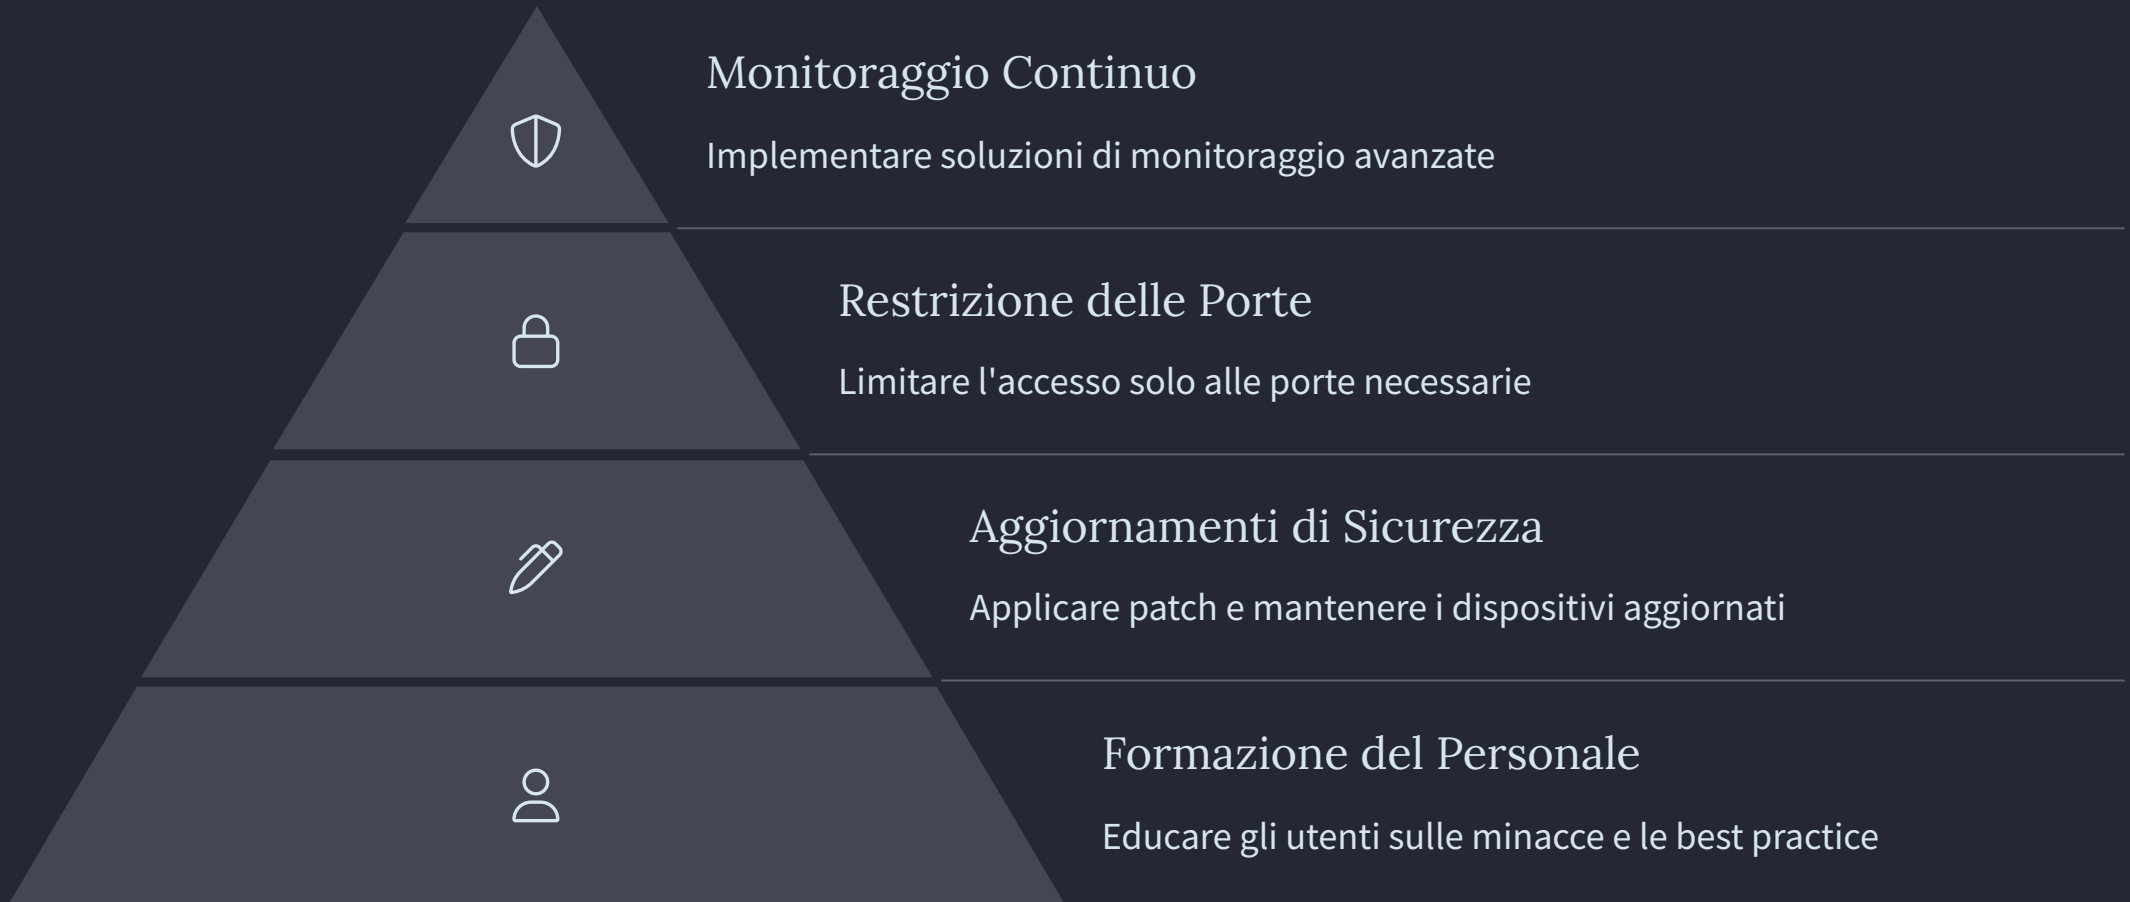 Monitoraggio Continuo
Implementare soluzioni di monitoraggio avanzate
Restrizione delle Porte
Limitare l'accesso solo alle porte necessarie
Aggiornamenti di Sicurezza
Applicare patch e mantenere i dispositivi aggiornati
Formazione del Personale
Educare gli utenti sulle minacce e le best practice